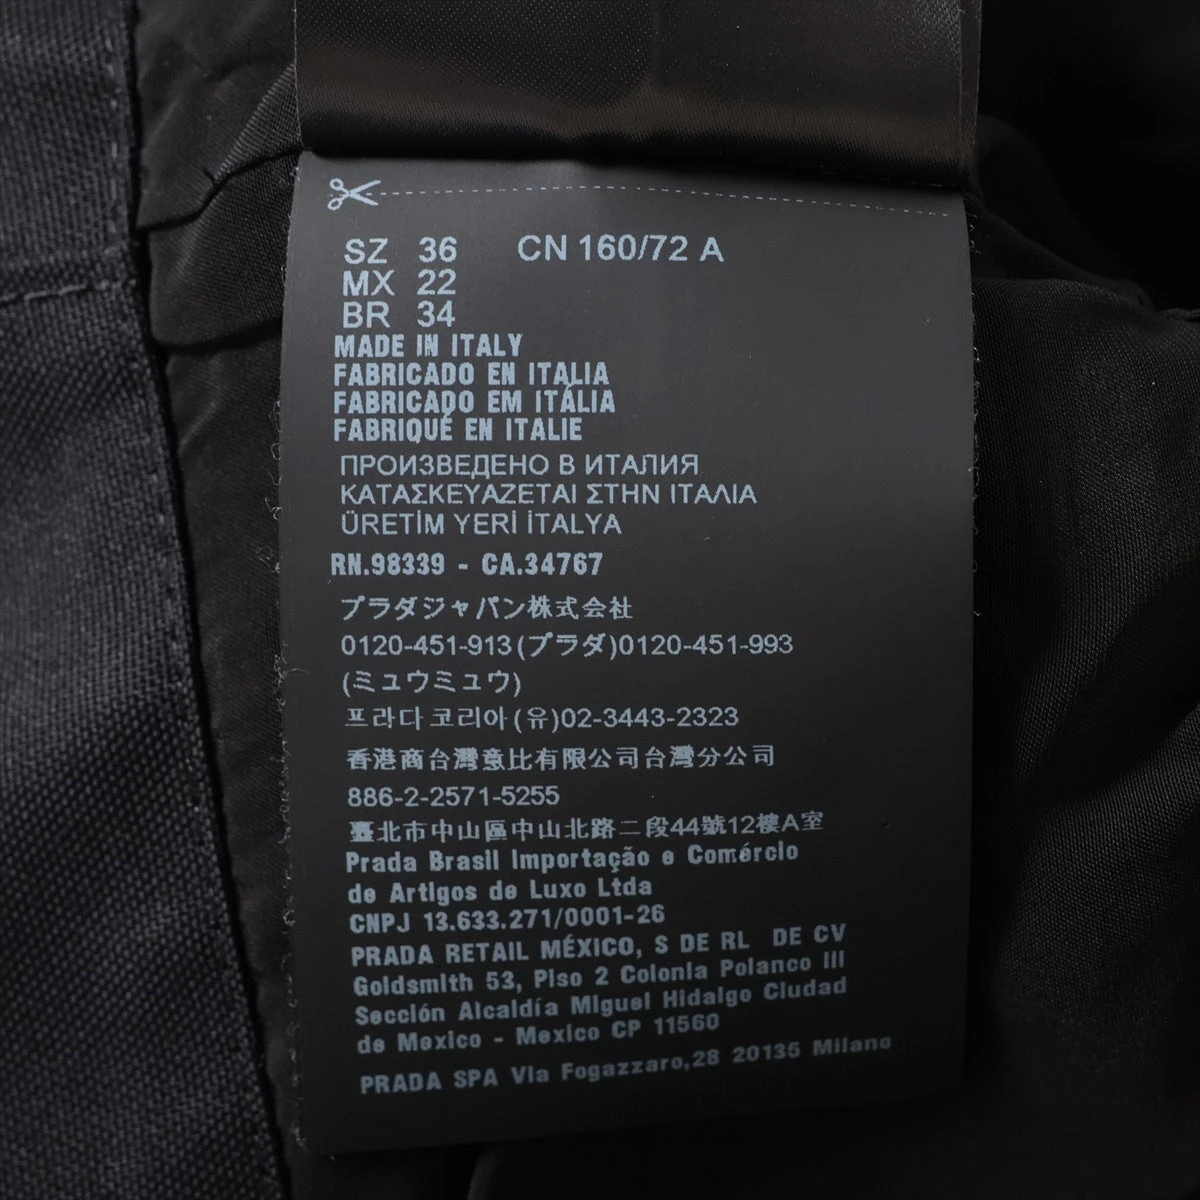 SZ 36 CN 160/72 A
MX 22
BR 34
MADE IN ITALY
FABRICADO EN ITALIA
FABRICADO EM ITÁLIA
FABRIQUÉ EN ITALIE
ПРОИЗВЕДЕНО В ИТАЛИЯ
ΚΑΤΑΣΚΕΥΑΖΕΤΑΙ ΣΤΗΝ ΙΤΑΛΙΑ
ÜRETİM YERİ İTALYA
RN.98339 - CA.34767
プラダジャパン株式会社
0120-451-913(プラダ)0120-451-993
(ミュウミュウ)
프라다코리아(유)02-3443-2323
香港商台灣意比有限公司台灣分公司
886-2-2571-5255
臺北市中山區中山北路二段44號12樓A室
Prada Brasil Importação e Comércio
de Artigos de Luxo Ltda
CNPJ 13.633.271/0001-26
PRADA RETAIL MÉXICO, S DE RL DE CV
Goldsmith 53, Piso 2 Colonia Polanco III
Sección Alcaldía Miguel Hidalgo Ciudad
de Mexico - Mexico CP 11560
PRADA SPA Via Fogazzaro,28 20135 Milano